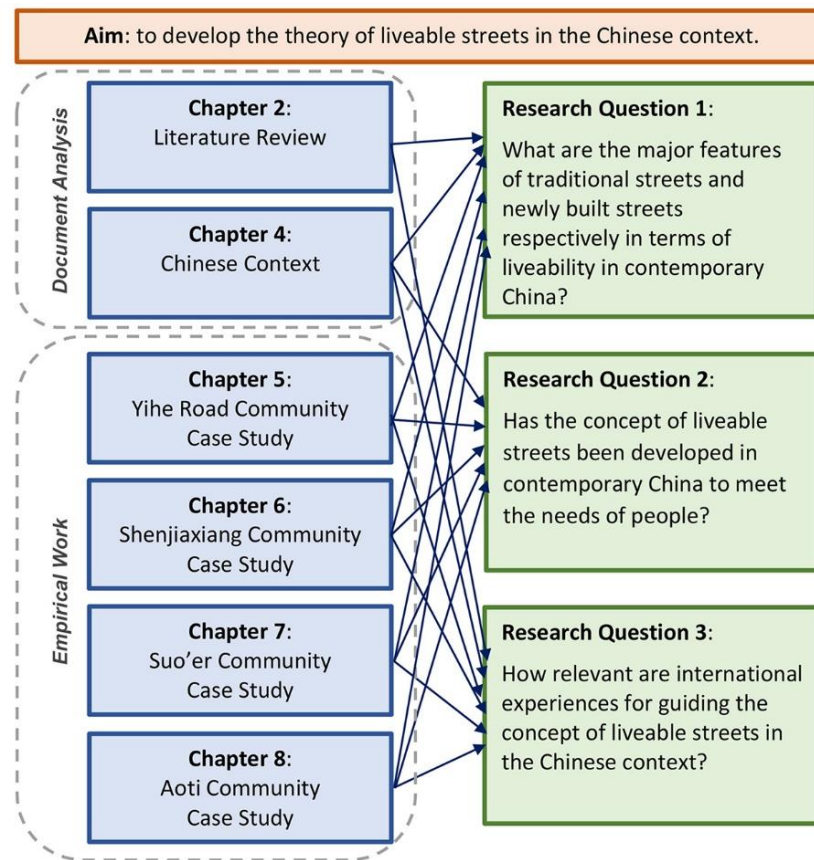 Aim: to develop the theory of liveable streets in the Chinese context.
Document Analysis
Chapter 2:
Literature Review
Chapter 4:
Chinese Context
Empirical Work
Chapter 5:
Yihe Road Community
Case Study
Chapter 6:
Shenjiaxiang Community
Case Study
Chapter 7:
Suo’er Community
Case Study
Chapter 8:
Aoti Community
Case Study
Research Question 1:
What are the major features
of traditional streets and
newly built streets
respectively in terms of
liveability in contemporary
China?
Research Question 2:
Has the concept of liveable
streets been developed in
contemporary China to meet
the needs of people?
Research Question 3:
How relevant are international
experiences for guiding the
concept of liveable streets in
the Chinese context?